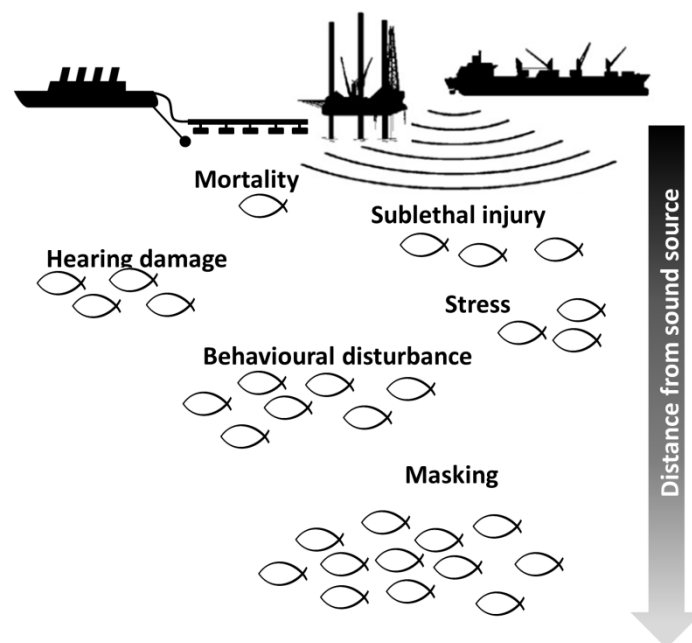 Mortality
Sublethal injury
Hearing damage
Stress
Behavioural disturbance
Masking
Distance from sound source